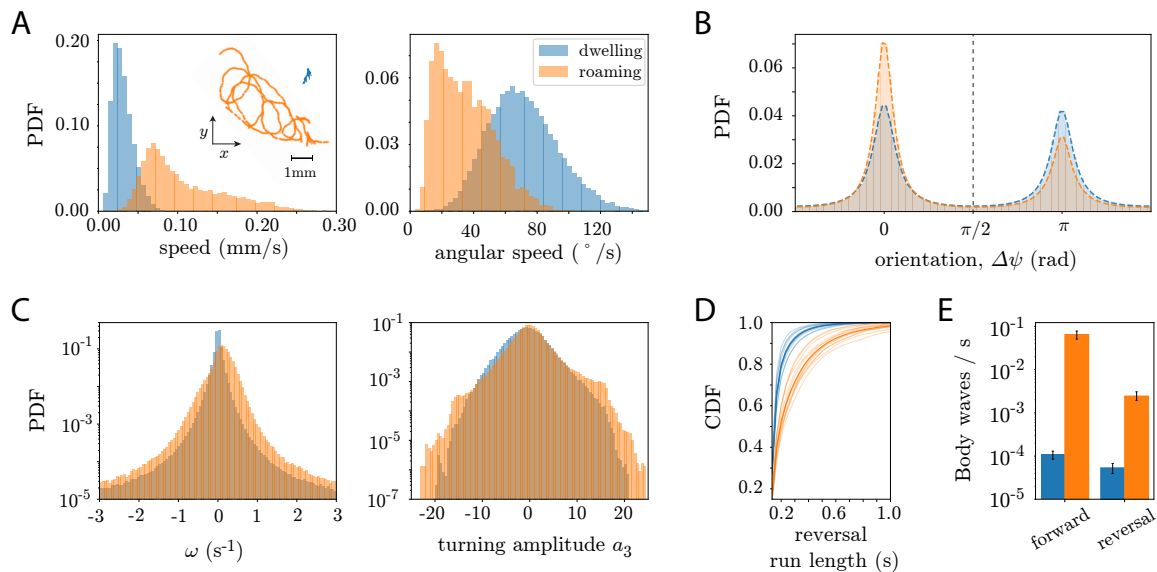 A
PDF
0.20
0.10
0.00
0.00
0.10
0.20
0.30
speed (mm/s)
y
x
1mm
0.06
0.03
0.00
0
40
80
120
angular speed (°/s)
dwelling
roaming
B
PDF
0.06
0.04
0.02
0.00
0
π/2
π
orientation, Δψ (rad)
C
PDF
10⁻¹
10⁻³
10⁻⁵
-3
-2
-1
0
1
2
3
ω (s⁻¹)
10⁻¹
10⁻³
10⁻⁵
10⁻⁷
-20
-10
0
10
20
turning amplitude a₃
D
CDF
1.0
0.8
0.6
0.4
0.2
0.2
0.6
1.0
reversal
run length (s)
E
Body waves / s
10⁻¹
10⁻²
10⁻³
10⁻⁴
10⁻⁵
forward
reversal